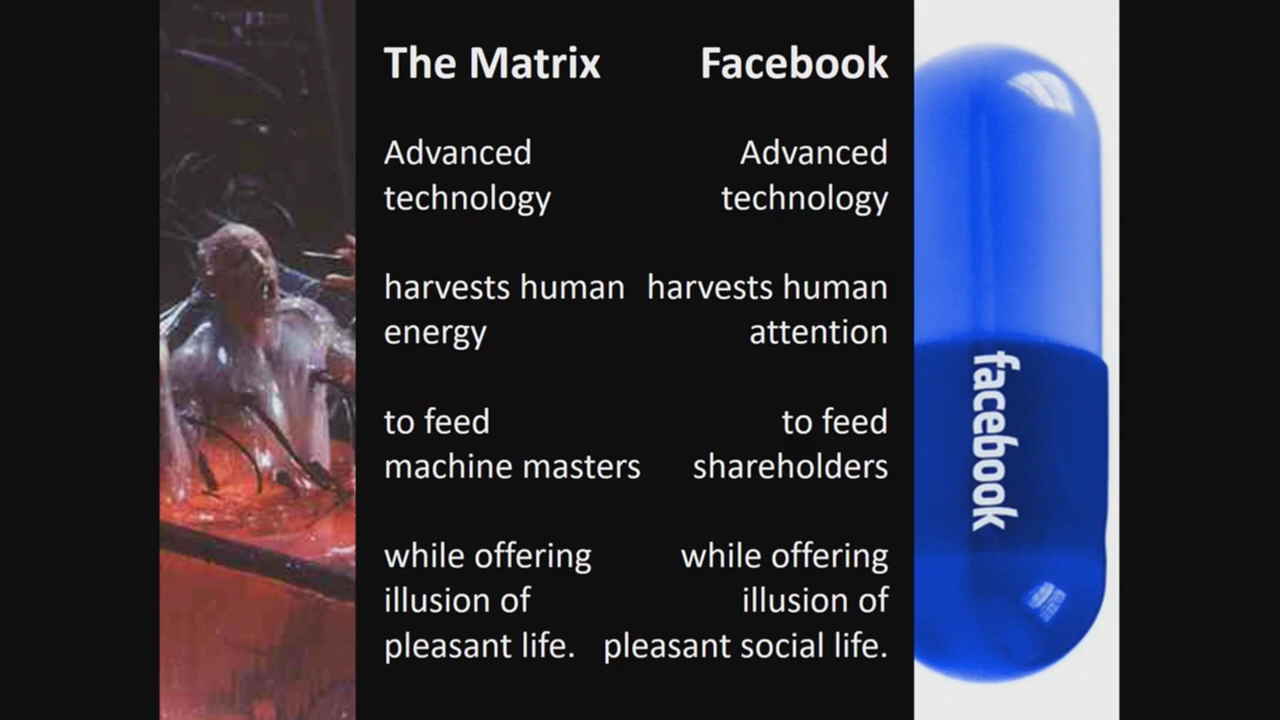 The Matrix
Advanced
technology
harvests human
energy
to feed
machine masters
while offering
illusion of
pleasant life.
Facebook
Advanced
technology
harvests human
attention
to feed
shareholders
while offering
illusion of
pleasant social life.
facebook